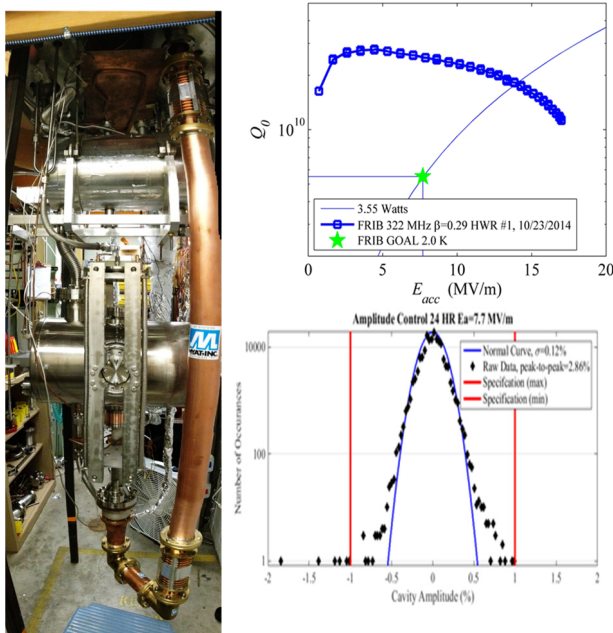 M
YAT-INC
Q0
10^10
3.55 Watts
FRIB 322 MHz β=0.29 HWR #1, 10/23/2014
FRIB GOAL 2.0 K
0 5 10 15 20
Eacc (MV/m)
Amplitude Control 24 HR Ea=7.7 MV/m
Number of Occurances
10000
100
1
Normal Curve, σ=0.12%
Raw Data, peak-to-peak=2.86%
Specifcation (max)
Specification (min)
-2 -1.5 -1 -0.5 0 0.5 1 1.5 2
Cavity Amplitude (%)